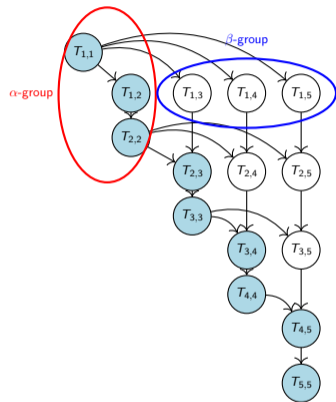 β-group
T1,1
α-group
T1,2 T1,3 T1,4 T1,5
T2,2
T2,3 T2,4 T2,5
T3,3
T3,4 T3,5
T4,4
T4,5
T5,5